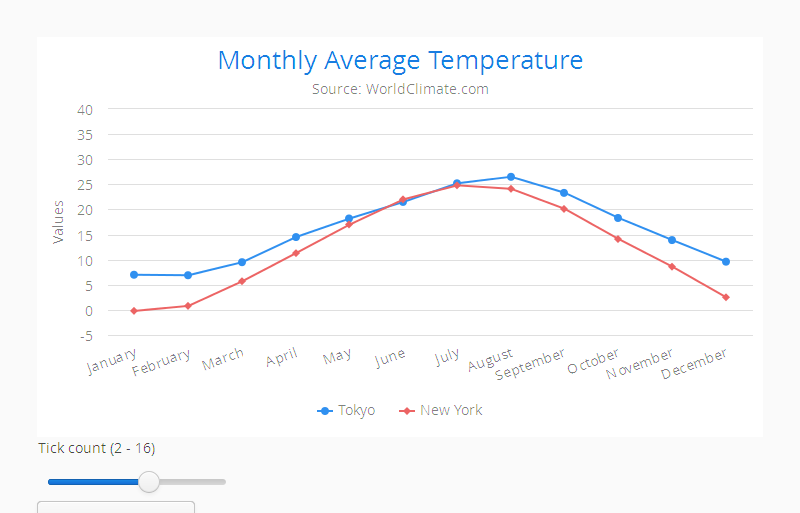 Monthly Average Temperature
Source: WorldClimate.com
40
35
30
25
20
15
10
5
0
-5
Values
January
February
March
April
May
June
July
August
September
October
November
December
Tokyo
New York
Tick count (2 - 16)